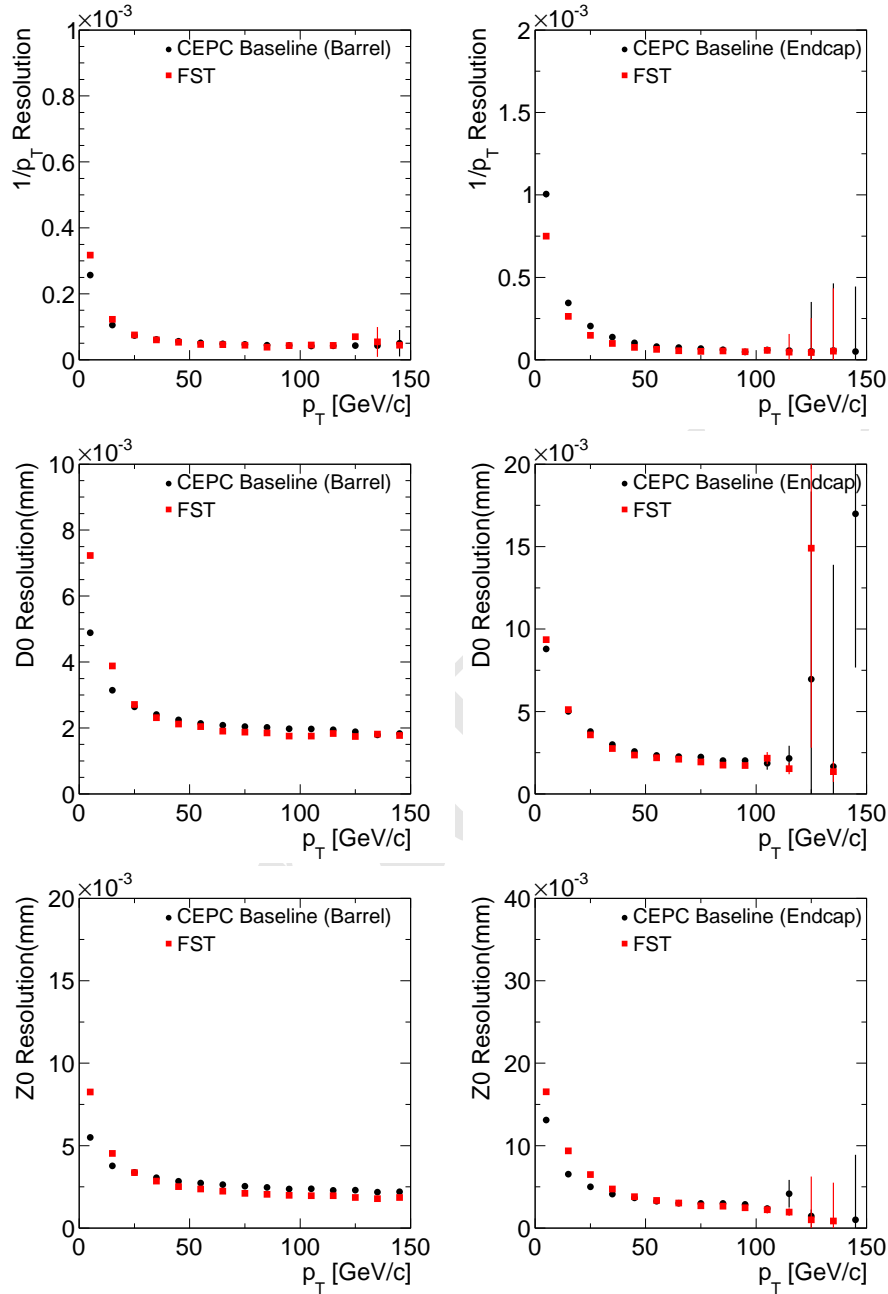 ×10⁻³
1/p_T Resolution
1
0.8
0.6
0.4
0.2
0
CEPC Baseline (Barrel)
FST
0 50 100 150
p_T [GeV/c]
×10⁻³
1/p_T Resolution
2
1.5
1
0.5
0
CEPC Baseline (Endcap)
FST
0 50 100 150
p_T [GeV/c]
×10⁻³
D0 Resolution(mm)
10
8
6
4
2
0
CEPC Baseline (Barrel)
FST
0 50 100 150
p_T [GeV/c]
×10⁻³
D0 Resolution(mm)
20
15
10
5
0
CEPC Baseline (Endcap)
FST
0 50 100 150
p_T [GeV/c]
×10⁻³
Z0 Resolution(mm)
20
15
10
5
0
CEPC Baseline (Barrel)
FST
0 50 100 150
p_T [GeV/c]
×10⁻³
Z0 Resolution(mm)
40
30
20
10
0
CEPC Baseline (Endcap)
FST
0 50 100 150
p_T [GeV/c]